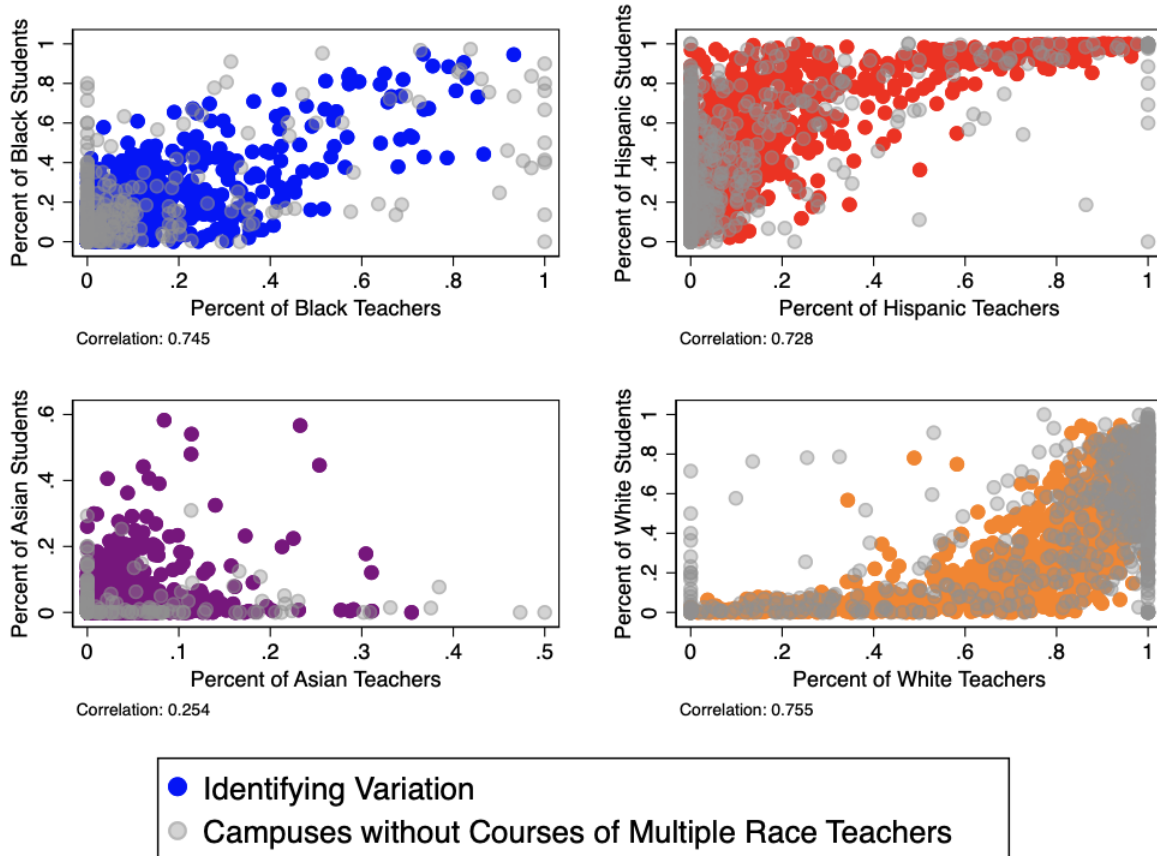 Percent of Black Students
0 .2 .4 .6 .8 1
0 .2 .4 .6 .8 1
Percent of Black Teachers
Correlation: 0.745
Percent of Hispanic Students
0 .2 .4 .6 .8 1
0 .2 .4 .6 .8 1
Percent of Hispanic Teachers
Correlation: 0.728
Percent of Asian Students
0 .2 .4 .6
0 .1 .2 .3 .4 .5
Percent of Asian Teachers
Correlation: 0.254
Percent of White Students
0 .2 .4 .6 .8 1
0 .2 .4 .6 .8 1
Percent of White Teachers
Correlation: 0.755
Identifying Variation
Campuses without Courses of Multiple Race Teachers